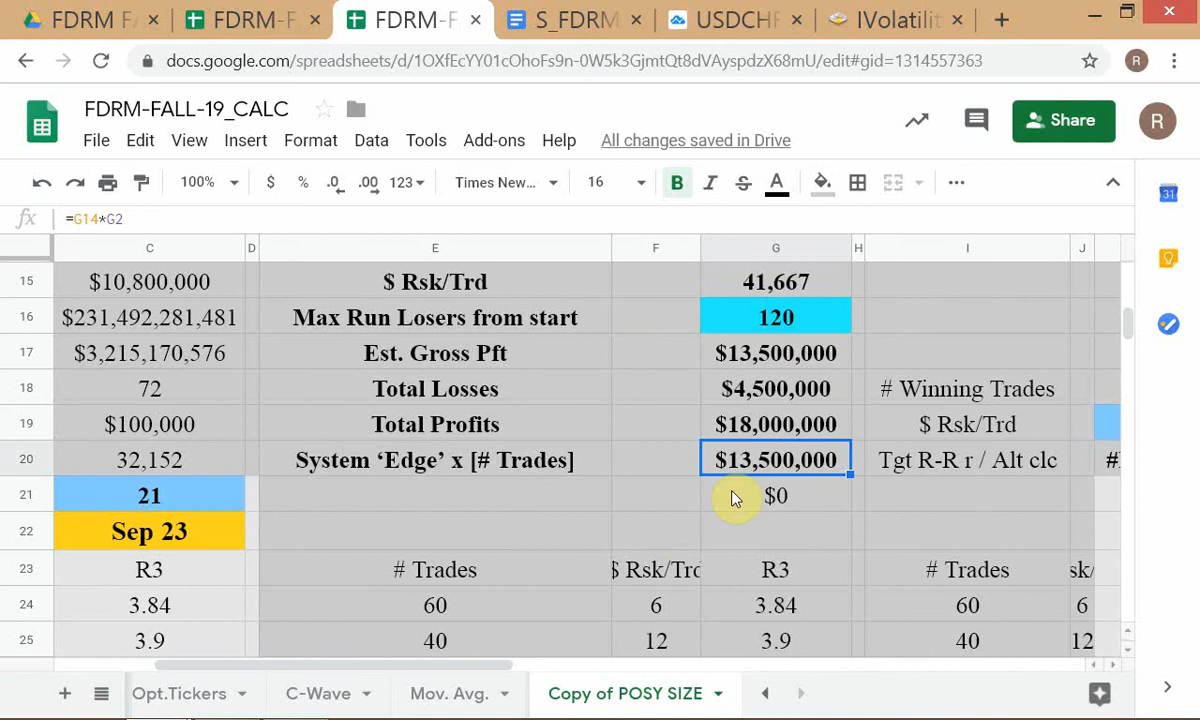 FDRM FA × FDRM-F × FDRM-F × S_FDRM × USDCHF × IVolatilit × +
docs.google.com/spreadsheets/d/1OXfEcYY01cOhoFs9n-0W5k3GjmtQt8dVAyspdzX68mU/edit#gid=1314557363 R
FDRM-FALL-19_CALC
Share R
File Edit View Insert Format Data Tools Add-ons Help All changes saved in Drive
100% $ % .0 .00 123 Times New... 16 B I S A ... 31
fx =G14*G2
C D E F G H I J
15 $10,800,000 $ Rsk/Trd 41,667
16 $231,492,281,481 Max Run Losers from start 120
17 $3,215,170,576 Est. Gross Pft $13,500,000
18 72 Total Losses $4,500,000 # Winning Trades
19 $100,000 Total Profits $18,000,000 $ Rsk/Trd
20 32,152 System ‘Edge’ x [# Trades] $13,500,000 Tgt R-R r / Alt clc #
21 21 $0
22 Sep 23
23 R3 # Trades $ Rsk/Trd R3 # Trades sk/
24 3.84 60 6 3.84 60 6
25 3.9 40 12 3.9 40 12
+ Opt.Tickers C-Wave Mov. Avg. Copy of POSY SIZE